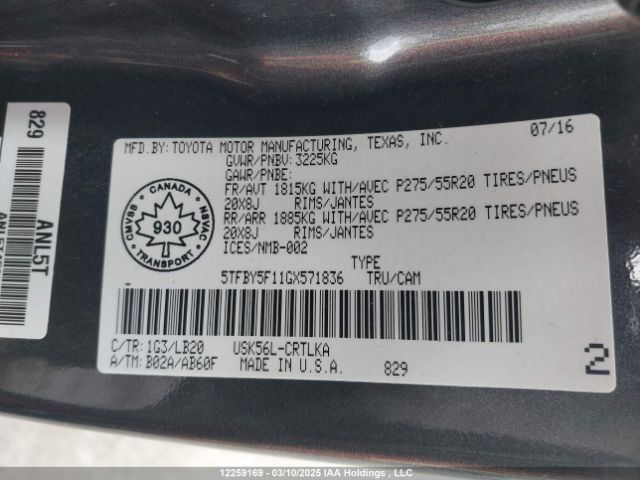 829
ANL5T
MFD.BY: TOYOTA MOTOR MANUFACTURING, TEXAS, INC. 07/16
GVWR/PNBV: 3225KG
GAWR/PNBE:
FR/AVT 1815KG WITH/AVEC P275/55R20 TIRES/PNEUS
20X8J RIMS/JANTES
RR/ARR 1885KG WITH/AVEC P275/55R20 TIRES/PNEUS
20X8J RIMS/JANTES
ICES/NMB-002
CANADA
CMVSS
NSVAC
930
TRANSPORT
TYPE
5TFBY5F11GX571836 TRU/CAM
C/TR: 1G3/LB20 USK56L-CRTLKA
A/TM: B02A/AB60F MADE IN U.S.A. 829
2
12259169 — 03/10/2025 IAA Holdings, LLC